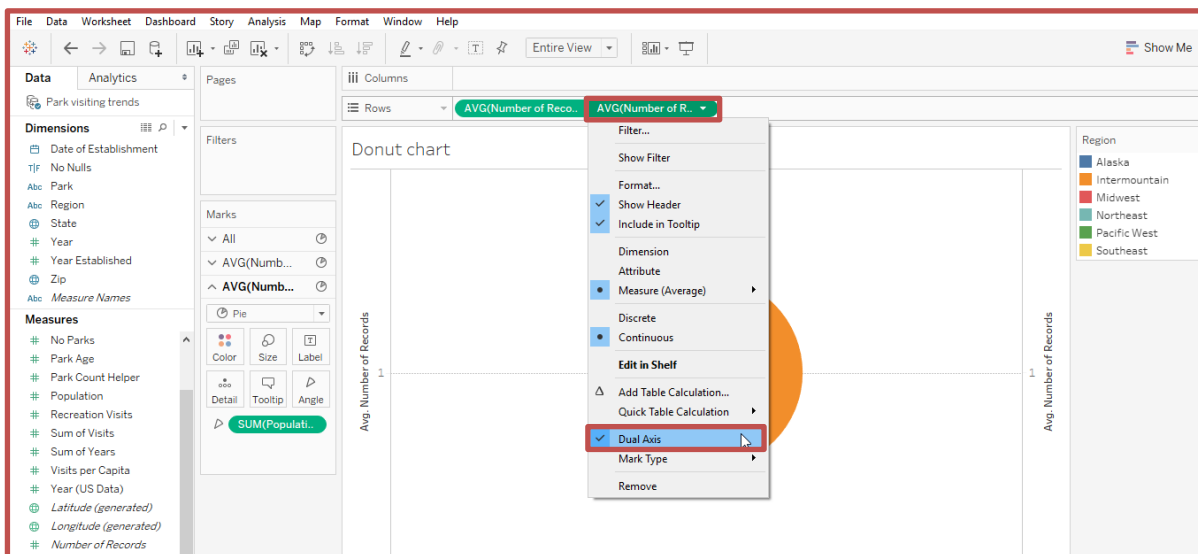 File Data Worksheet Dashboard Story Analysis Map Format Window Help
Entire View
Show Me
Data Analytics
Park visiting trends
Dimensions
Date of Establishment
T|F No Nulls
Abc Park
Abc Region
State
# Year
# Year Established
Zip
Abc Measure Names
Measures
# No Parks
# Park Age
# Park Count Helper
# Population
# Recreation Visits
# Sum of Visits
# Sum of Years
# Visits per Capita
# Year (US Data)
Latitude (generated)
Longitude (generated)
# Number of Records
Pages
Filters
Marks
All
AVG(Numb...
AVG(Numb...
Pie
Color Size Label
Detail Tooltip Angle
SUM(Populati..
iii Columns
Rows
AVG(Number of Reco.. AVG(Number of R..
Donut chart
Avg. Number of Records
1
Filter...
Show Filter
Format...
Show Header
Include in Tooltip
Dimension
Attribute
Measure (Average)
Discrete
Continuous
Edit in Shelf
Add Table Calculation...
Quick Table Calculation
Dual Axis
Mark Type
Remove
1
Avg. Number of Records
Region
Alaska
Intermountain
Midwest
Northeast
Pacific West
Southeast